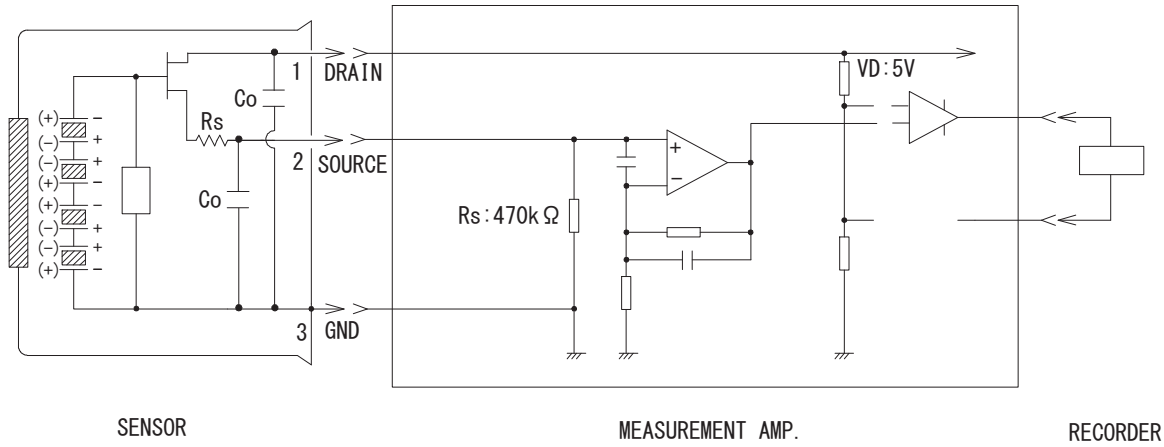 1 DRAIN
VD:5V
Co
Rs
(+) -
(-) +
(-) +
(+) -
(+) -
(-) +
(-) +
(+) -
2 SOURCE
Co
+
-
Rs:470kΩ
3 GND
SENSOR
MEASUREMENT AMP.
RECORDER